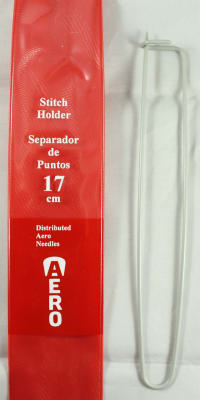 Stitch
Holder
Separador
de
Puntos
17
cm
Distributed
Aero
Needles
AERO